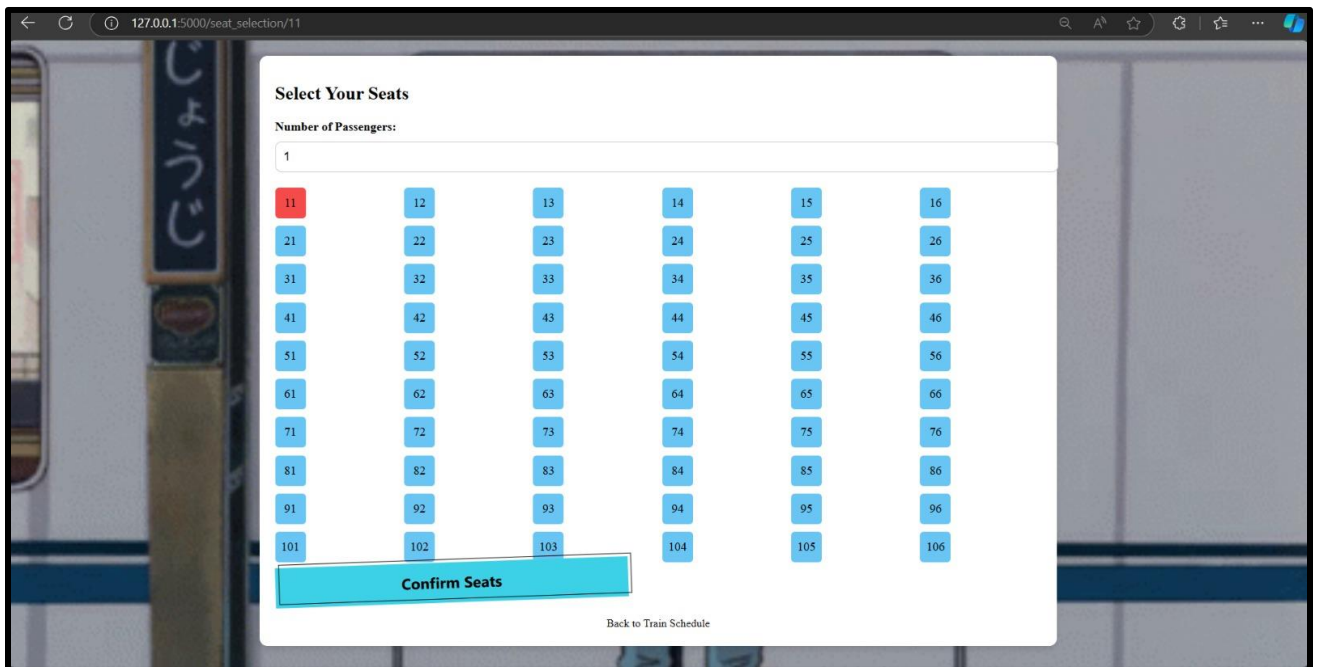 127.0.0.1:5000/seat_selection/11
じょうじ
Select Your Seats
Number of Passengers:
1
11 12 13 14 15 16
21 22 23 24 25 26
31 32 33 34 35 36
41 42 43 44 45 46
51 52 53 54 55 56
61 62 63 64 65 66
71 72 73 74 75 76
81 82 83 84 85 86
91 92 93 94 95 96
101 102 103 104 105 106
Confirm Seats
Back to Train Schedule